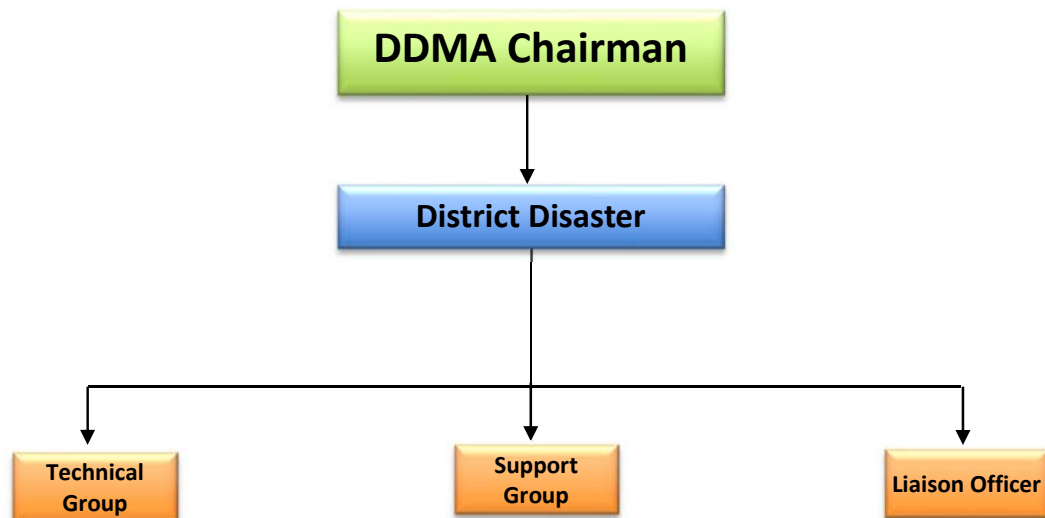 DDMA Chairman
District Disaster
Technical
Group
Support
Group
Liaison Officer